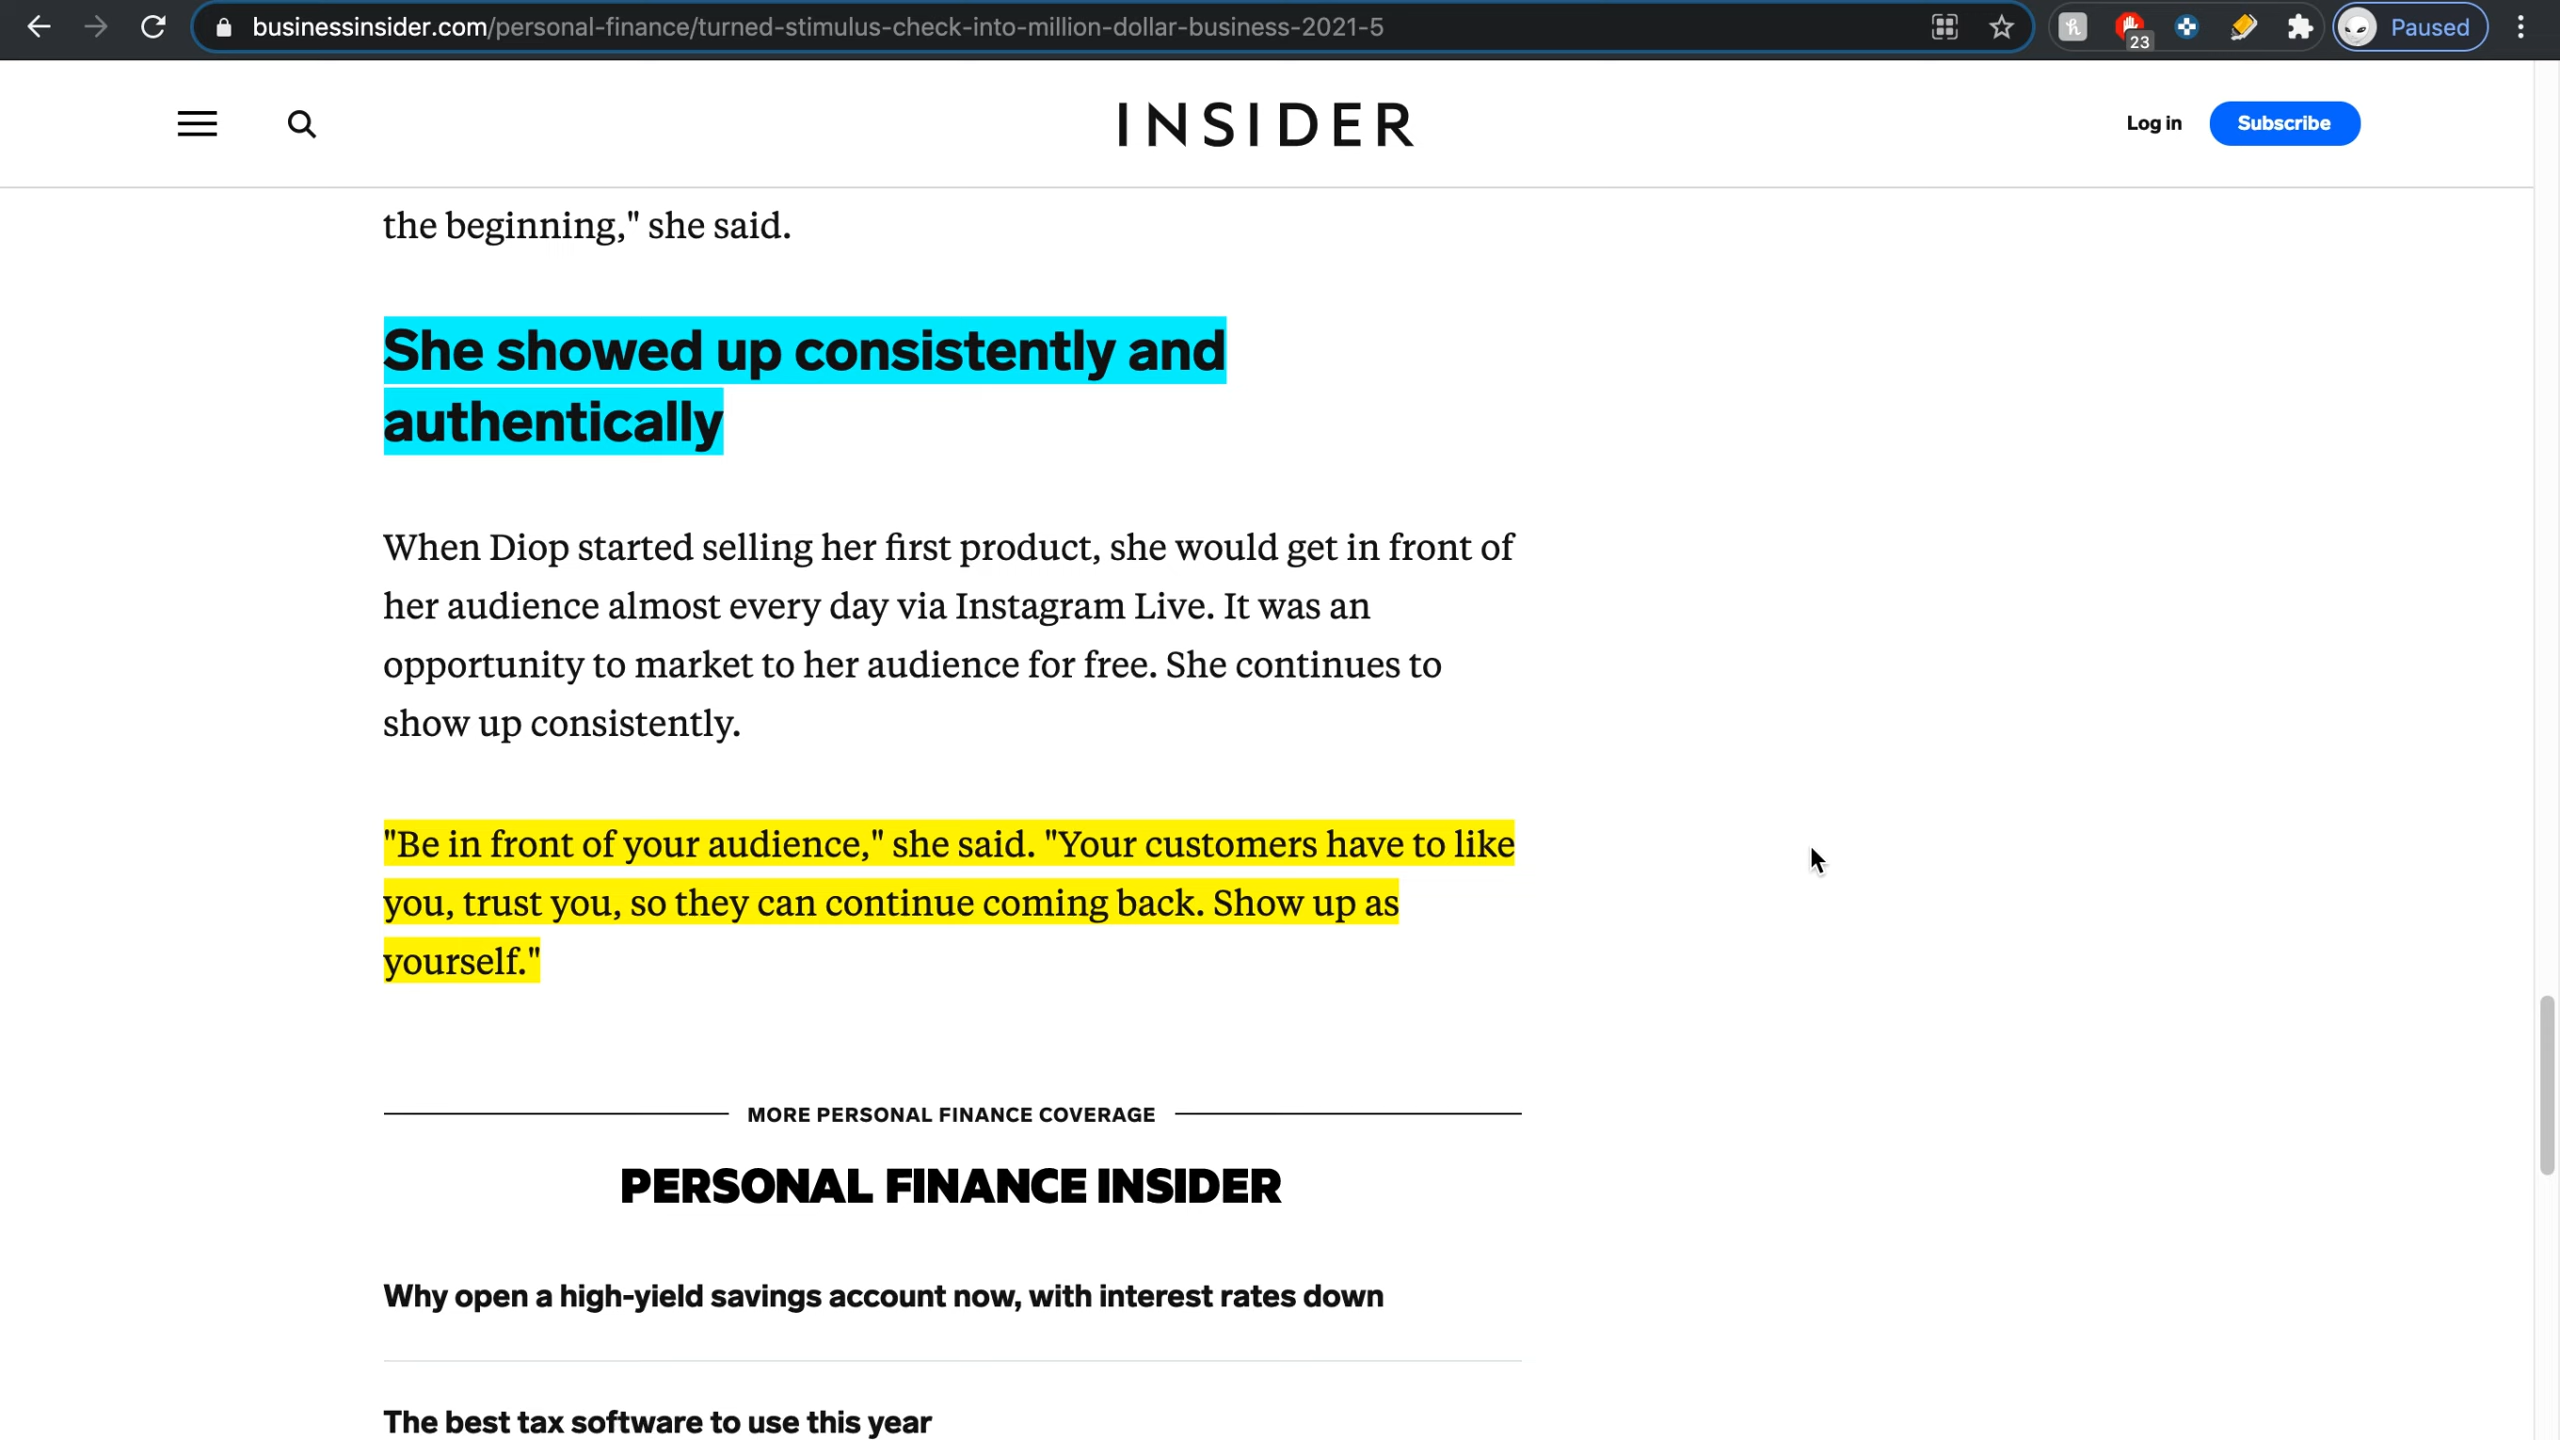 businessinsider.com/personal-finance/turned-stimulus-check-into-million-dollar-business-2021-5
23
Paused
INSIDER
Log in
Subscribe
the beginning," she said.
She showed up consistently and
authentically
When Diop started selling her first product, she would get in front of
her audience almost every day via Instagram Live. It was an
opportunity to market to her audience for free. She continues to
show up consistently.
"Be in front of your audience," she said. "Your customers have to like
you, trust you, so they can continue coming back. Show up as
yourself."
MORE PERSONAL FINANCE COVERAGE
PERSONAL FINANCE INSIDER
Why open a high-yield savings account now, with interest rates down
The best tax software to use this year